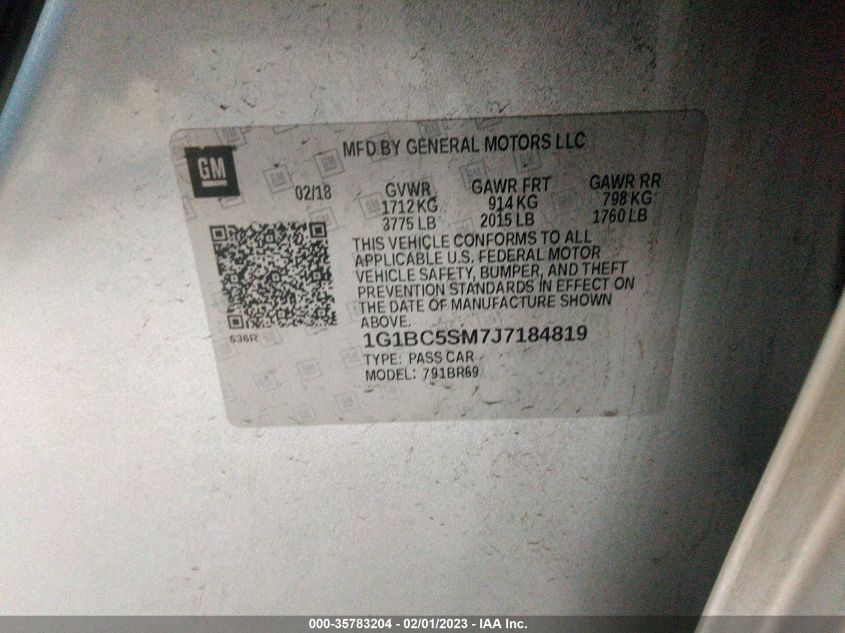 MFD BY GENERAL MOTORS LLC
GM
02/18 GVWR GAWR FRT GAWR RR
1712 KG 914 KG 798 KG
3775 LB 2015 LB 1760 LB
THIS VEHICLE CONFORMS TO ALL
APPLICABLE U.S. FEDERAL MOTOR
VEHICLE SAFETY, BUMPER, AND THEFT
PREVENTION STANDARDS IN EFFECT ON
THE DATE OF MANUFACTURE SHOWN
ABOVE.
636R
1G1BC5SM7J7184819
TYPE: PASS CAR
MODEL: 791BR69
000-35783204 - 02/01/2023 - IAA Inc.